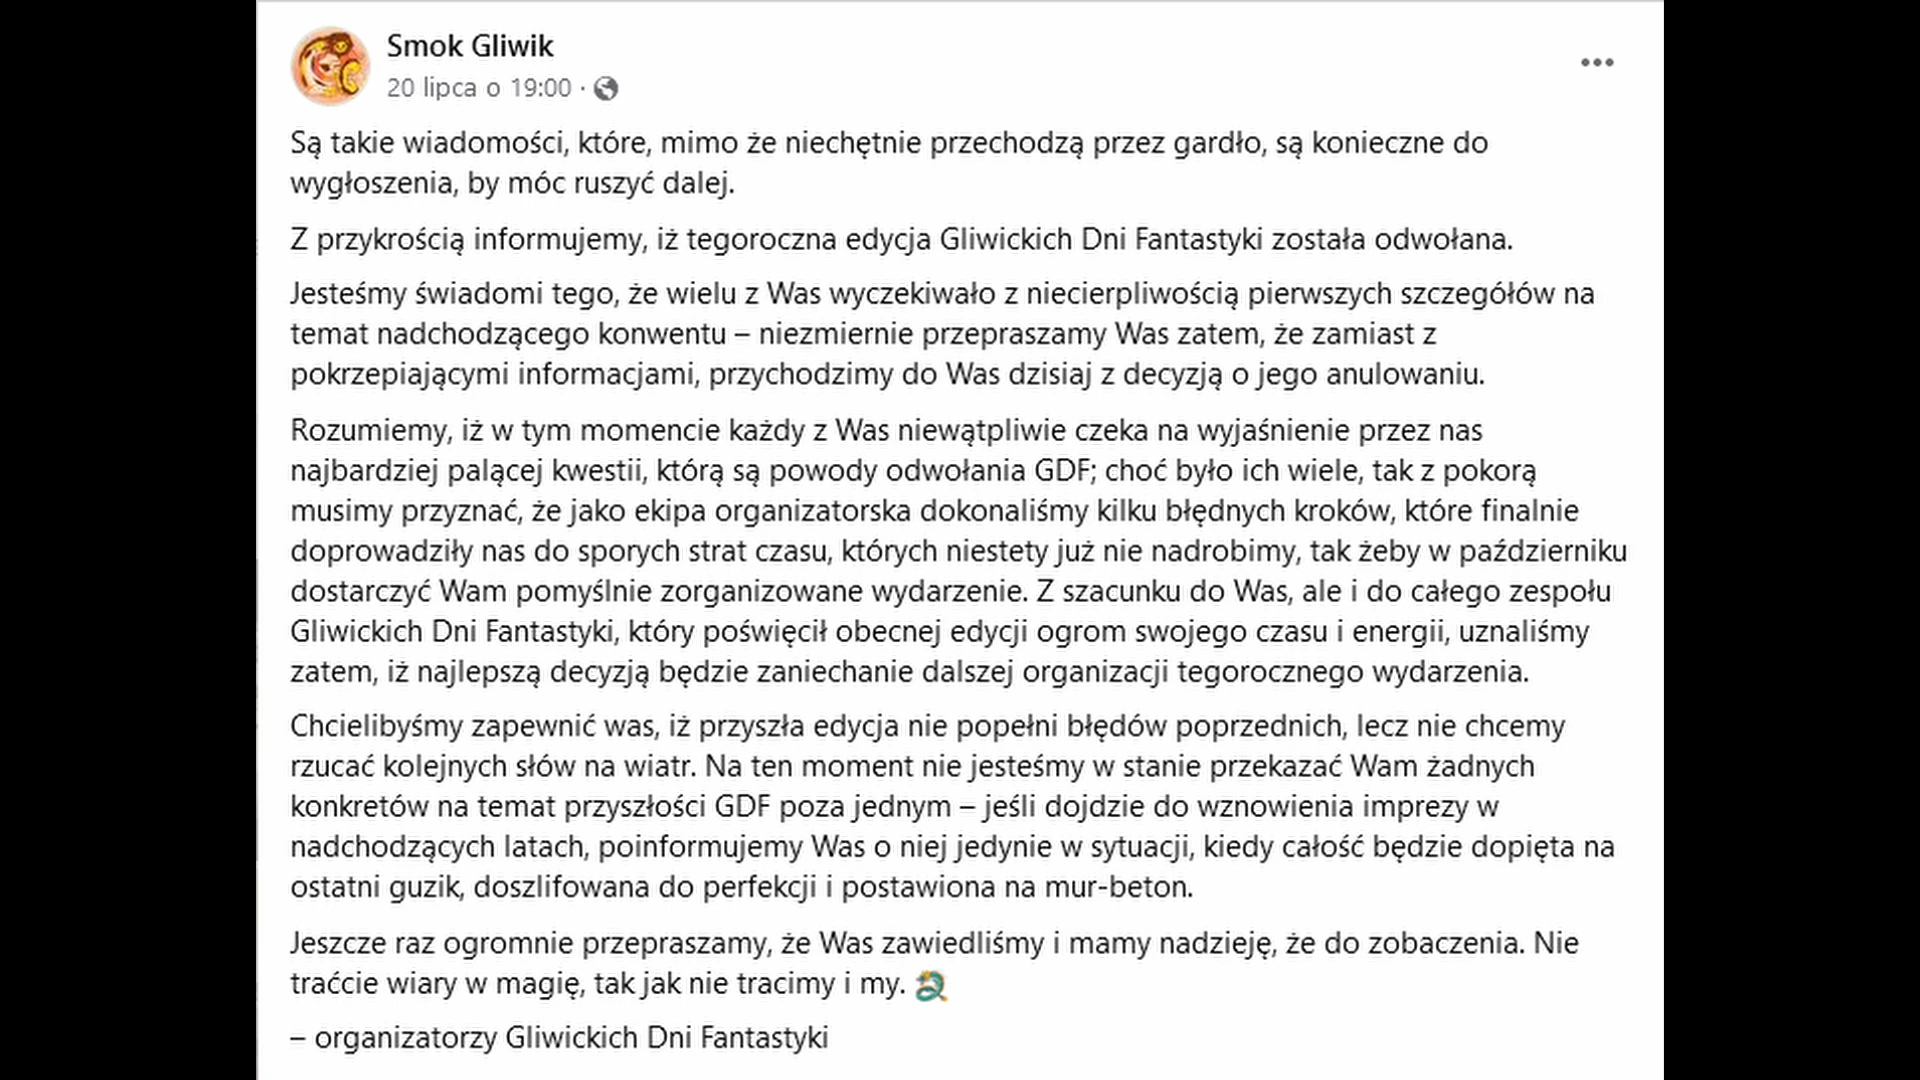 Smok Gliwik
20 lipca o 19:00 ·
Są takie wiadomości, które, mimo że niechętnie przechodzą przez gardło, są konieczne do
wygłoszenia, by móc ruszyć dalej.
Z przykrością informujemy, iż tegoroczna edycja Gliwickich Dni Fantastyki została odwołana.
Jesteśmy świadomi tego, że wielu z Was wyczekiwało z niecierpliwością pierwszych szczegółów na
temat nadchodzącego konwentu – niezmiernie przepraszamy Was zatem, że zamiast z
pokrzepiającymi informacjami, przychodzimy do Was dzisiaj z decyzją o jego anulowaniu.
Rozumiemy, iż w tym momencie każdy z Was niewątpliwie czeka na wyjaśnienie przez nas
najbardziej palącej kwestii, którą są powody odwołania GDF; choć było ich wiele, tak z pokorą
musimy przyznać, że jako ekipa organizatorska dokonaliśmy kilku błędnych kroków, które finalnie
doprowadziły nas do sporych strat czasu, których niestety już nie nadrobimy, tak żeby w październiku
dostarczyć Wam pomyślnie zorganizowane wydarzenie. Z szacunku do Was, ale i do całego zespołu
Gliwickich Dni Fantastyki, który poświęcił obecnej edycji ogrom swojego czasu i energii, uznaliśmy
zatem, iż najlepszą decyzją będzie zaniechanie dalszej organizacji tegorocznego wydarzenia.
Chcielibyśmy zapewnić was, iż przyszła edycja nie popełni błędów poprzednich, lecz nie chcemy
rzucać kolejnych słów na wiatr. Na ten moment nie jesteśmy w stanie przekazać Wam żadnych
konkretów na temat przyszłości GDF poza jednym – jeśli dojdzie do wznowienia imprezy w
nadchodzących latach, poinformujemy Was o niej jedynie w sytuacji, kiedy całość będzie dopięta na
ostatni guzik, doszlifowana do perfekcji i postawiona na mur-beton.
Jeszcze raz ogromnie przepraszamy, że Was zawiedliśmy i mamy nadzieję, że do zobaczenia. Nie
traćcie wiary w magię, tak jak nie tracimy i my. 🐉
– organizatorzy Gliwickich Dni Fantastyki